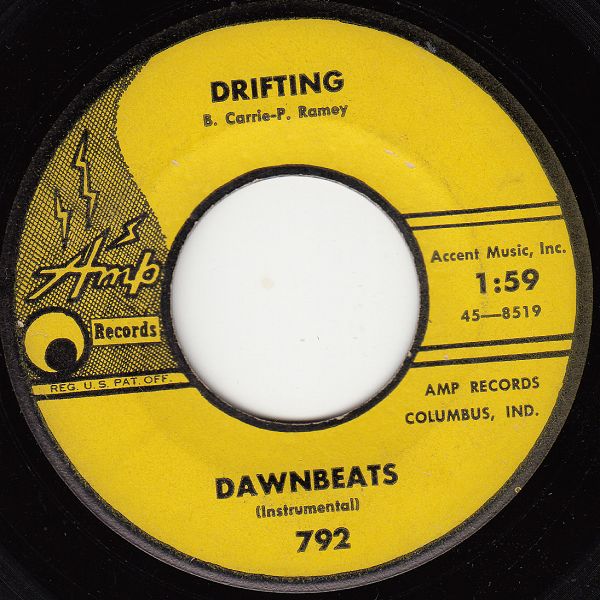 DRIFTING
B. Carrie-P. Ramey
Amp
Records
REG. U.S. PAT. OFF.
Accent Music, Inc.
1:59
45—8519
AMP RECORDS
COLUMBUS, IND.
DAWNBEATS
(Instrumental)
792